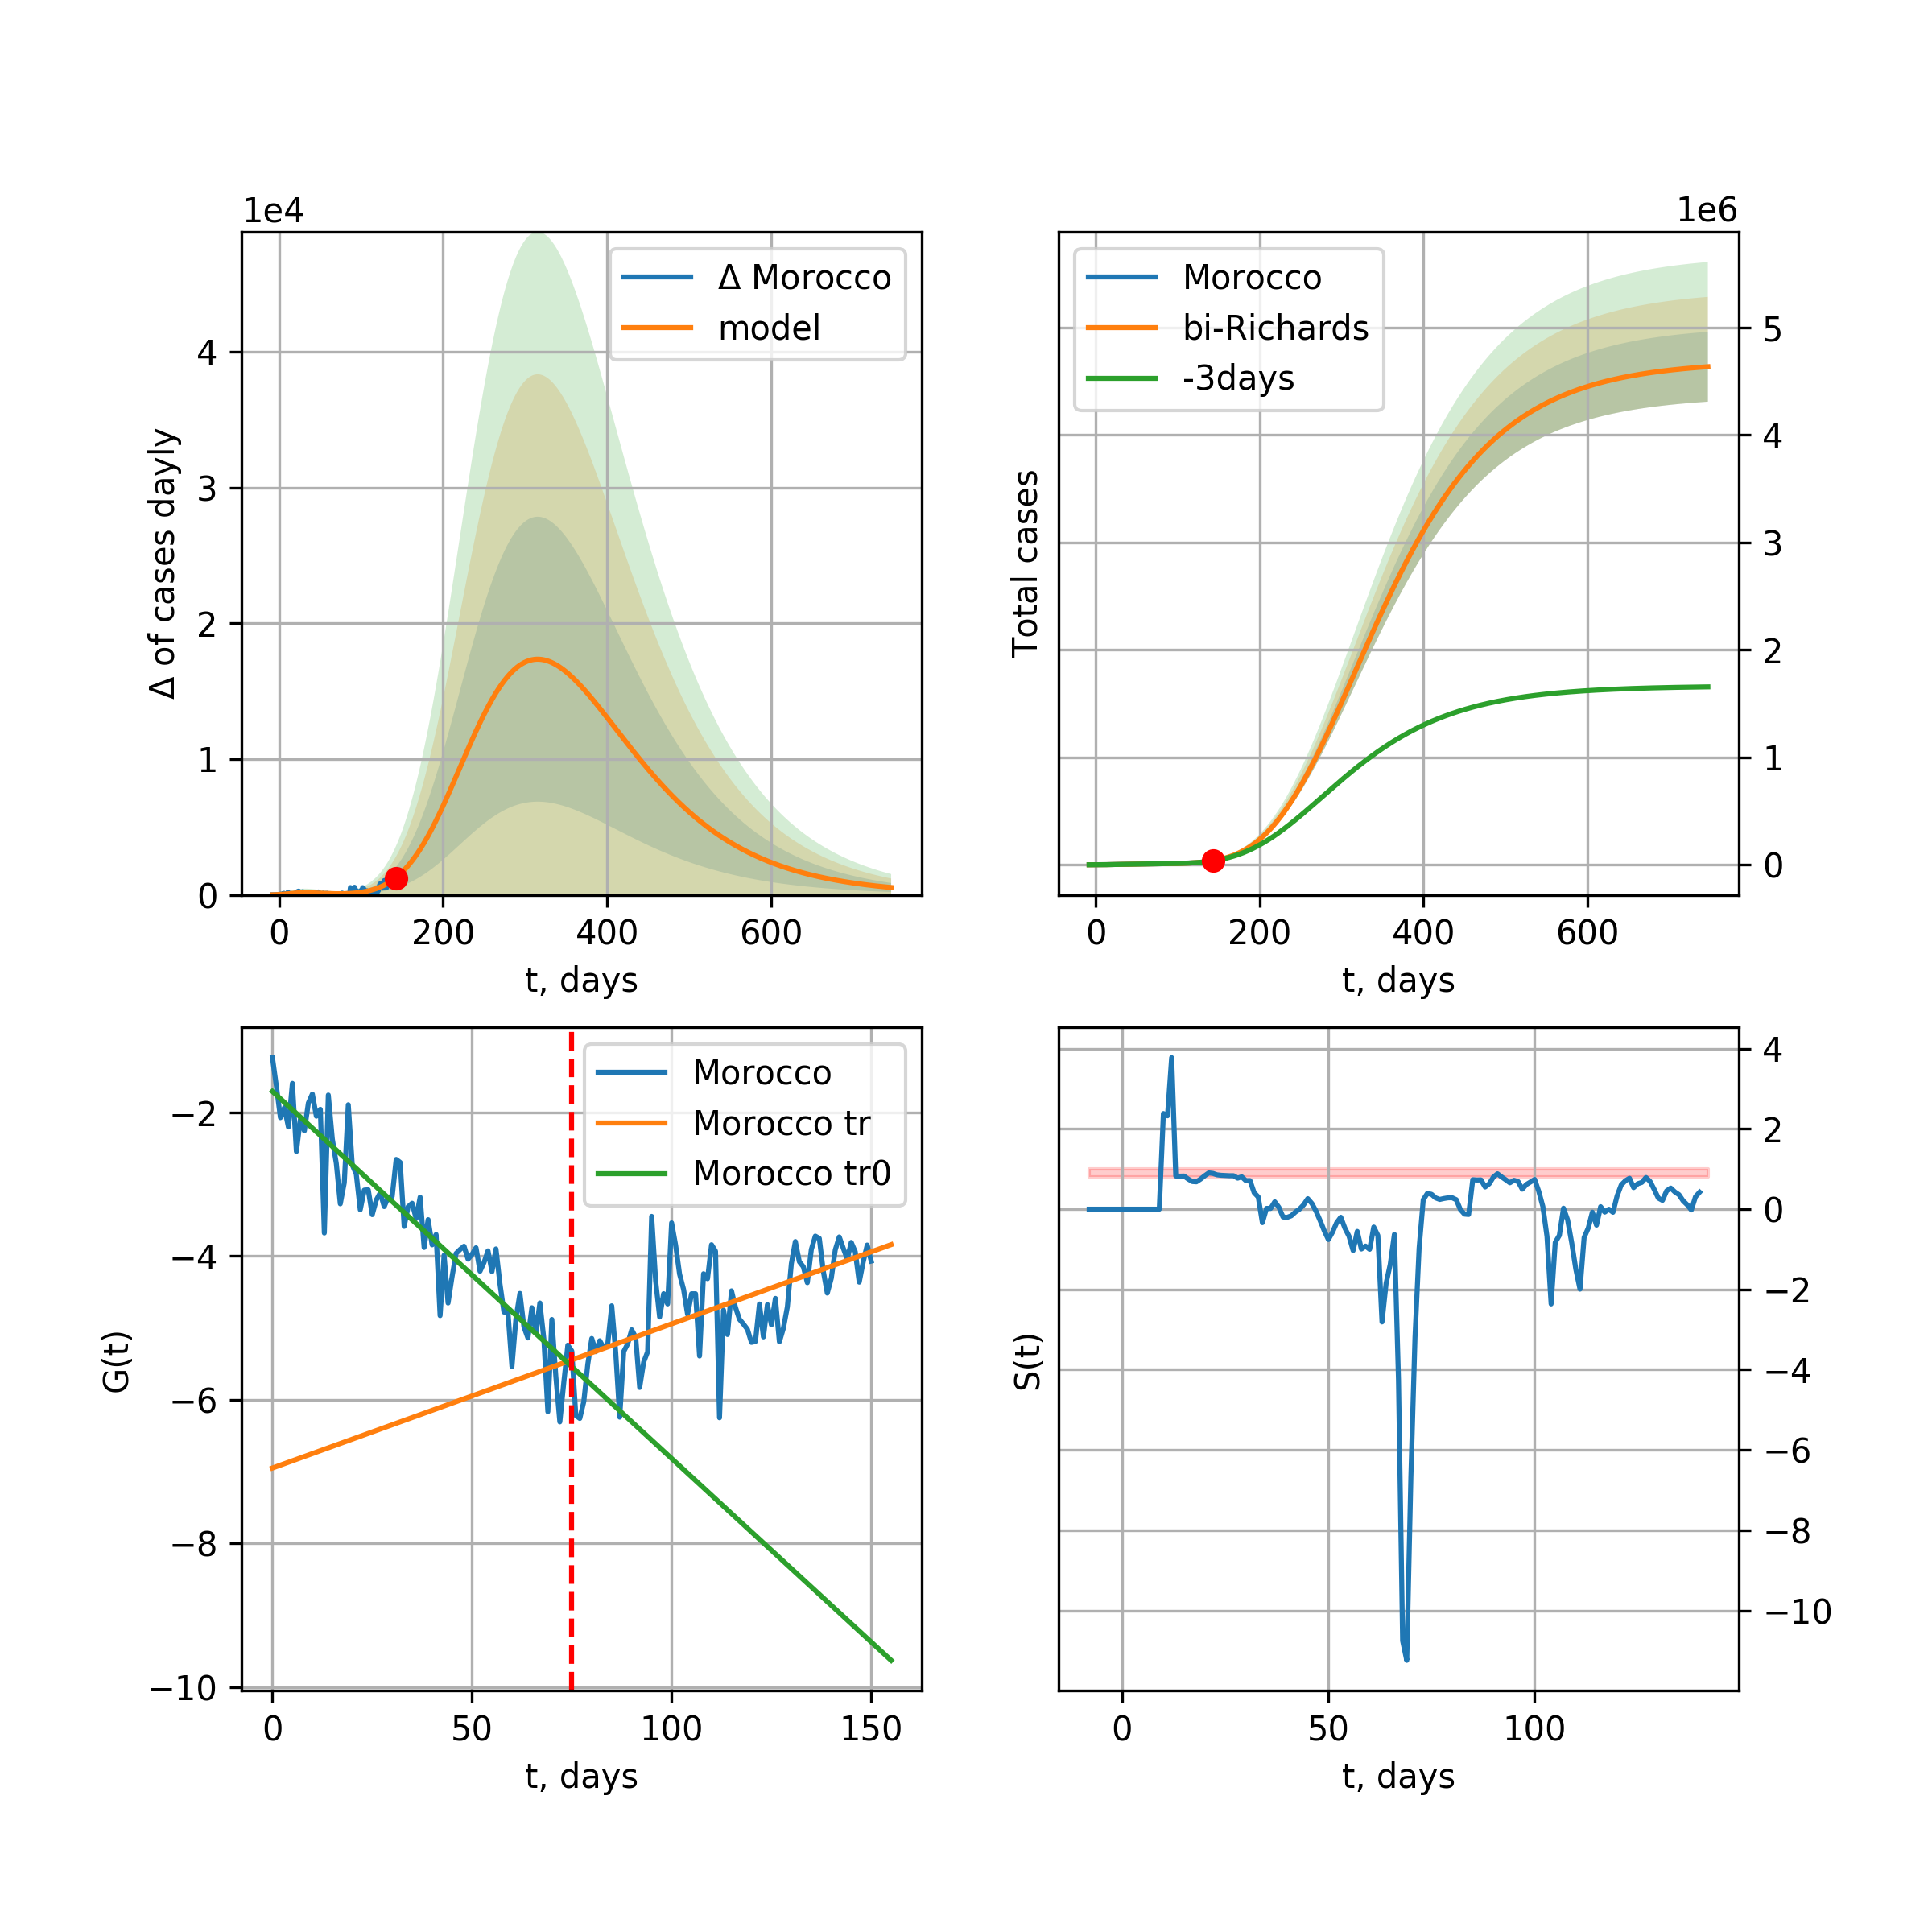 1e4
Δ of cases dayly
4
3
2
1
0
Δ Morocco
model
0 200 400 600
t, days
1e6
Total cases
Morocco
bi-Richards
-3days
5
4
3
2
1
0
0 200 400 600
t, days
G(t)
−2
−4
−6
−8
−10
Morocco
Morocco tr
Morocco tr0
0 50 100 150
t, days
S(t)
4
2
0
−2
−4
−6
−8
−10
0 50 100
t, days